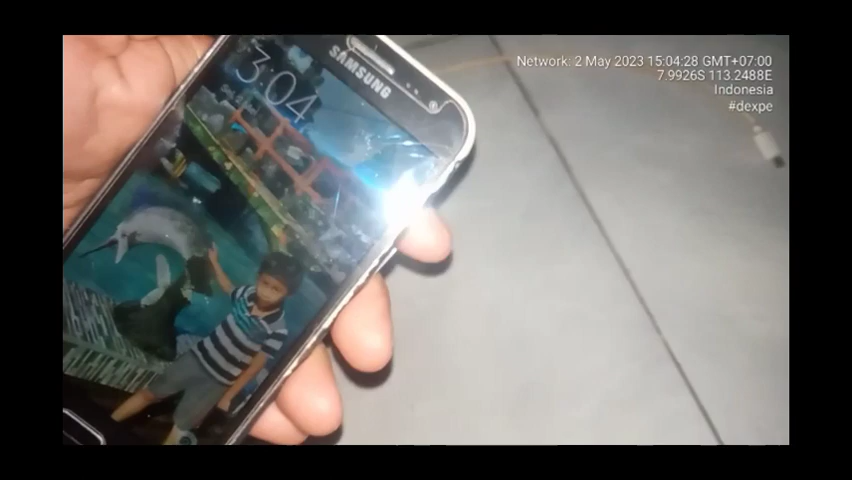 Network: 2 May 2023 15:04:28 GMT+07:00
7.9926S 113.2488E
Indonesia
#dexpe
SAMSUNG
3:04